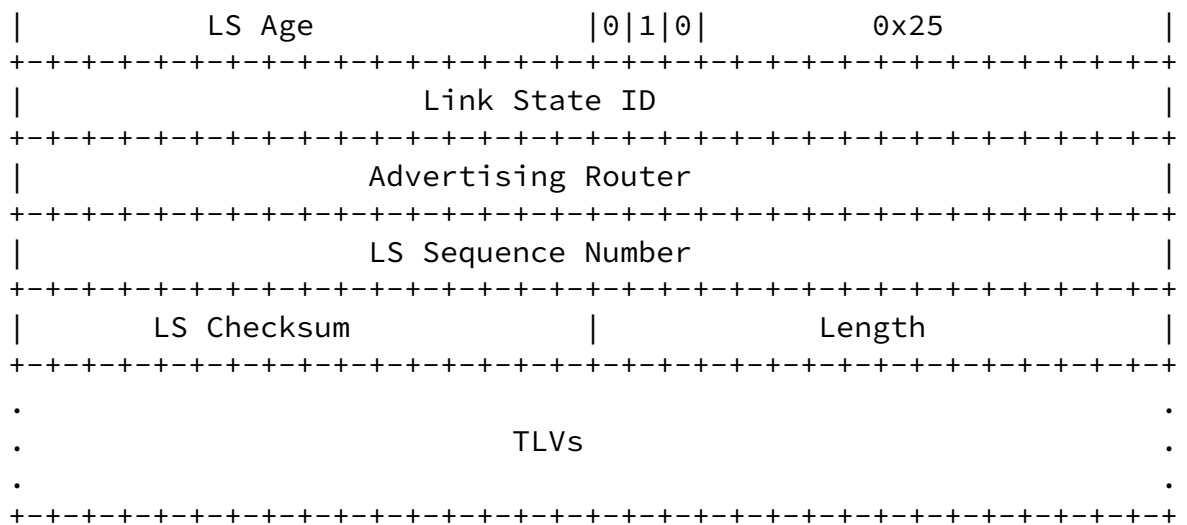 |           LS Age               |0|1|0|         0x25            |
+-+-+-+-+-+-+-+-+-+-+-+-+-+-+-+-+-+-+-+-+-+-+-+-+-+-+-+-+-+-+-+-+
|                      Link State ID                            |
+-+-+-+-+-+-+-+-+-+-+-+-+-+-+-+-+-+-+-+-+-+-+-+-+-+-+-+-+-+-+-+-+
|                   Advertising Router                          |
+-+-+-+-+-+-+-+-+-+-+-+-+-+-+-+-+-+-+-+-+-+-+-+-+-+-+-+-+-+-+-+-+
|                   LS Sequence Number                          |
+-+-+-+-+-+-+-+-+-+-+-+-+-+-+-+-+-+-+-+-+-+-+-+-+-+-+-+-+-+-+-+-+
|       LS Checksum             |            Length             |
+-+-+-+-+-+-+-+-+-+-+-+-+-+-+-+-+-+-+-+-+-+-+-+-+-+-+-+-+-+-+-+-+
.                                                               .
.                           TLVs                                .
.                                                               .
+-+-+-+-+-+-+-+-+-+-+-+-+-+-+-+-+-+-+-+-+-+-+-+-+-+-+-+-+-+-+-+-+